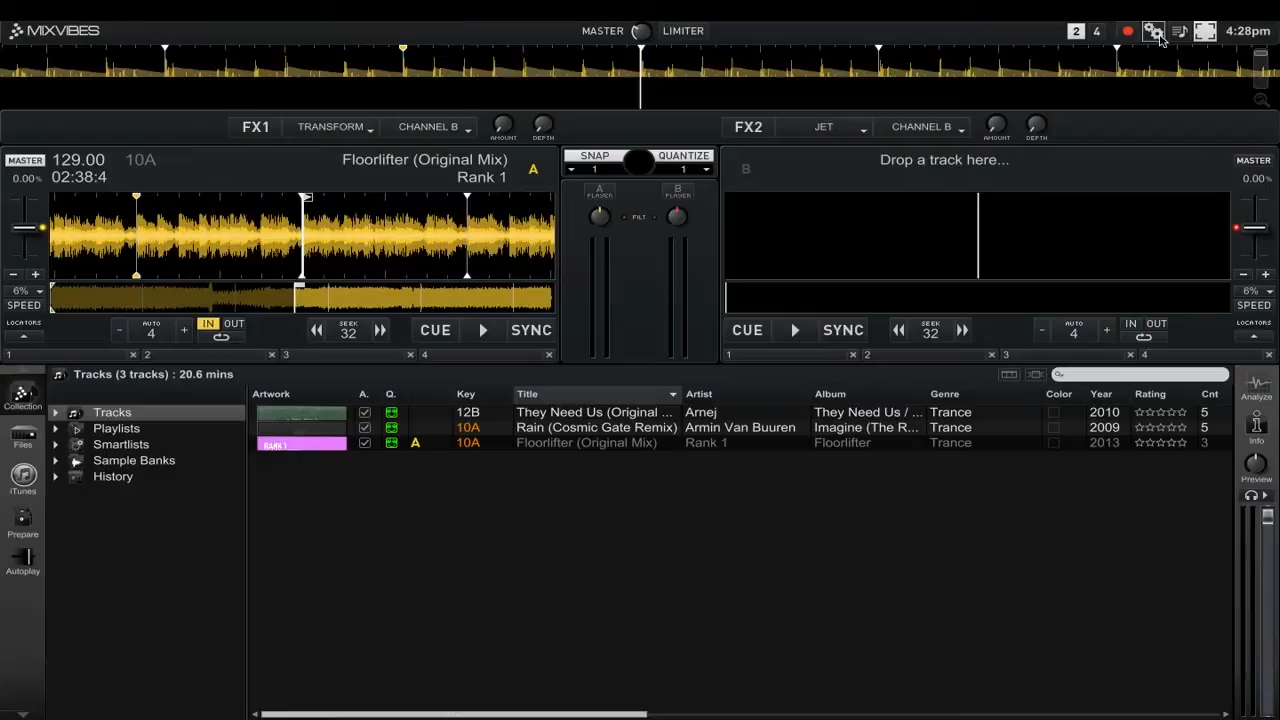 MIXVIBES MASTER LIMITER 2 4 4:28pm
FX1 TRANSFORM CHANNEL B AMOUNT DEPTH FX2 JET CHANNEL B AMOUNT DEPTH
MASTER 129.00 10A Floorlifter (Original Mix) A
0.00% 02:38:4 Rank 1
SNAP QUANTIZE
1 1
B Drop a track here... MASTER
0.00%
A PLAYER B PLAYER
FILT
6% 6%
SPEED SPEED
LOCATORS - AUTO 4 + IN OUT SEEK 32 CUE SYNC
CUE SYNC SEEK 32 - AUTO 4 + IN OUT LOCATORS
1 2 3 4 1 2 3 4
Tracks (3 tracks) : 20.6 mins
Collection
Files
iTunes
Prepare
Autoplay
Tracks
Playlists
Smartlists
Sample Banks
History
Artwork A. Q. Key Title Artist Album Genre Color Year Rating Cnt
12B They Need Us (Original ... Arnej They Need Us / ... Trance 2010 5
10A Rain (Cosmic Gate Remix) Armin Van Buuren Imagine (The R... Trance 2009 5
RANK1 A 10A Floorlifter (Original Mix) Rank 1 Floorlifter Trance 2013 3
Analyze
Info
Preview